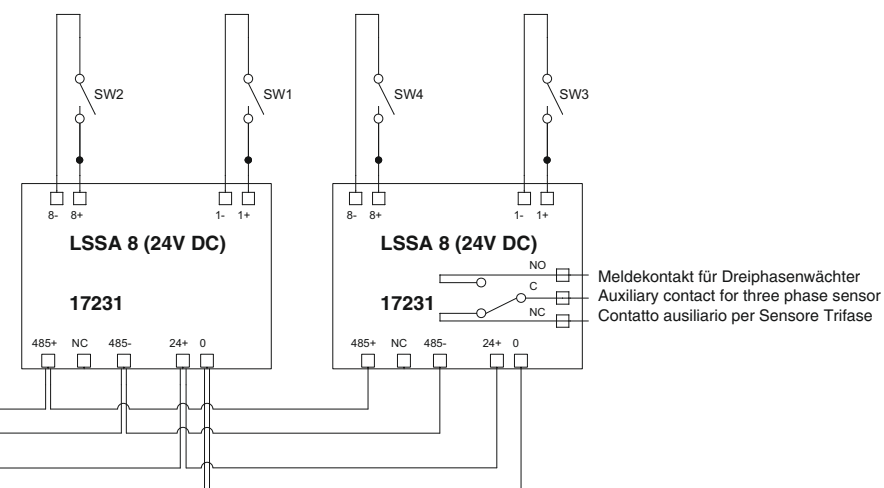 SW2 SW1 SW4 SW3
8- 8+ 1- 1+ 8- 8+ 1- 1+
LSSA 8 (24V DC) LSSA 8 (24V DC)
NO
Meldekontakt für Dreiphasenwächter
C
Auxiliary contact for three phase sensor
17231 17231
NC
Contatto ausiliario per Sensore Trifase
485+ NC 485- 24+ 0 485+ NC 485- 24+ 0